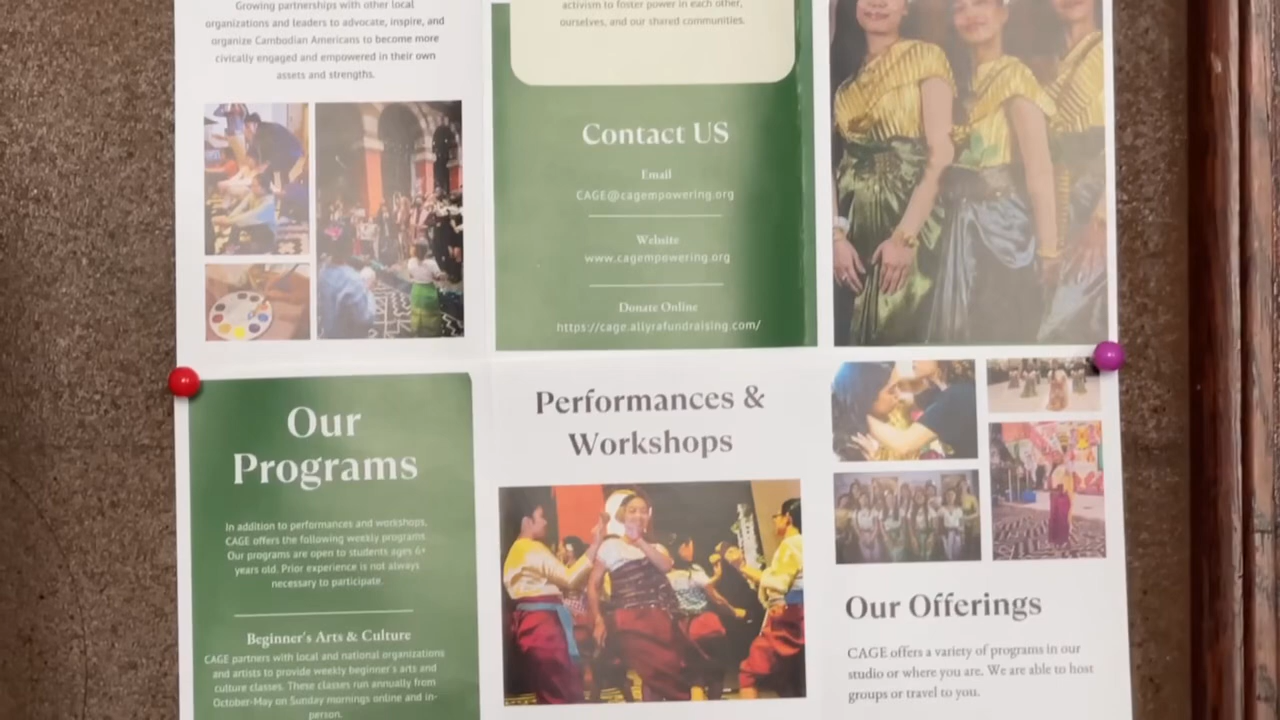 Growing partnerships with other local
organizations and leaders to advocate, inspire, and
organize Cambodian Americans to become more
civically engaged and empowered in their own
assets and strengths.
activism to foster power in each other,
ourselves, and our shared communities.
Contact US
Email
CAGE@cagempowering.org
Website
www.cagempowering.org
Donate Online
https://cage.allyrafundraising.com/
Our
Programs
In addition to performances and workshops,
CAGE offers the following weekly programs.
Our programs are open to students ages 6+
years old. Prior experience is not always
necessary to participate.
Beginner's Arts & Culture
CAGE partners with local and national organizations
and artists to provide weekly beginner's arts and
culture classes. These classes run annually from
October-May on Sunday mornings online and in-
person.
Performances &
Workshops
Our Offerings
CAGE offers a variety of programs in our
studio or where you are. We are able to host
groups or travel to you.